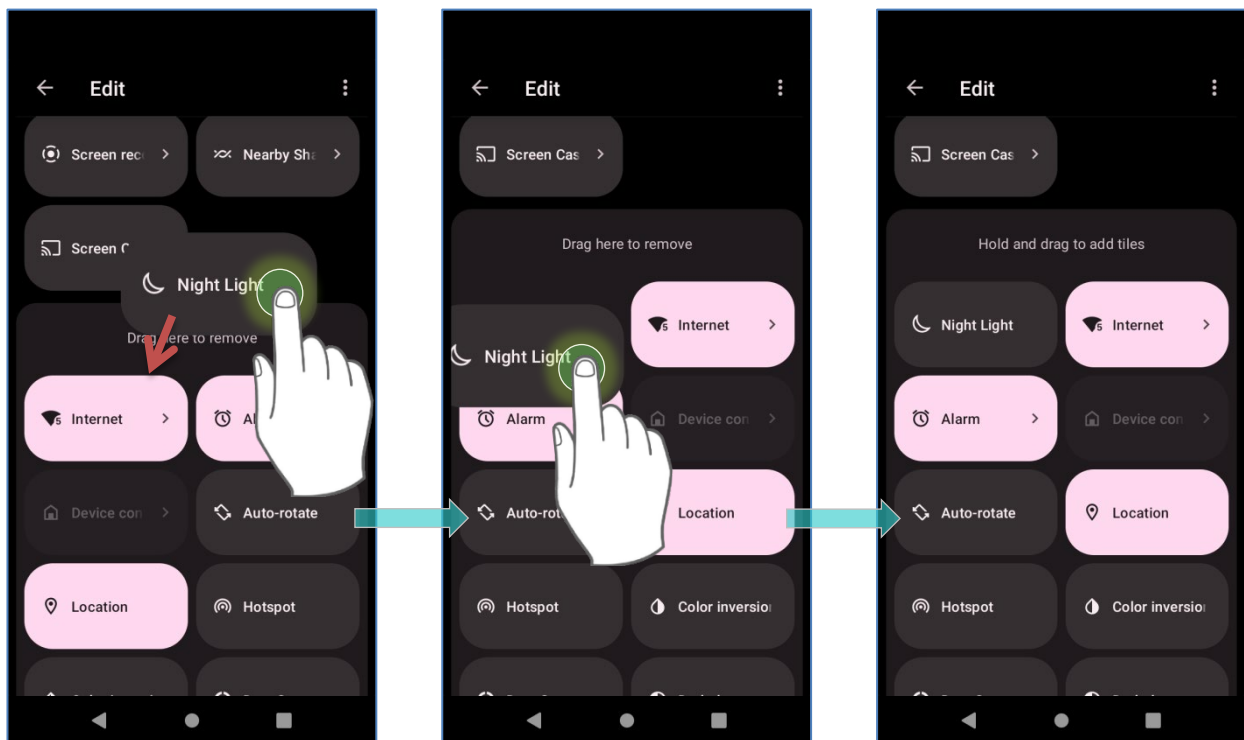 Edit
Screen rec
Nearby Sha
Screen C
Night Light
Drag here to remove
Internet
Al
Device con
Auto-rotate
Location
Hotspot
Edit
Screen Cas
Drag here to remove
Internet
Night Light
Alarm
Device con
Auto-rot
Location
Hotspot
Color inversio
Edit
Screen Cas
Hold and drag to add tiles
Night Light
Internet
Alarm
Device con
Auto-rotate
Location
Hotspot
Color inversio